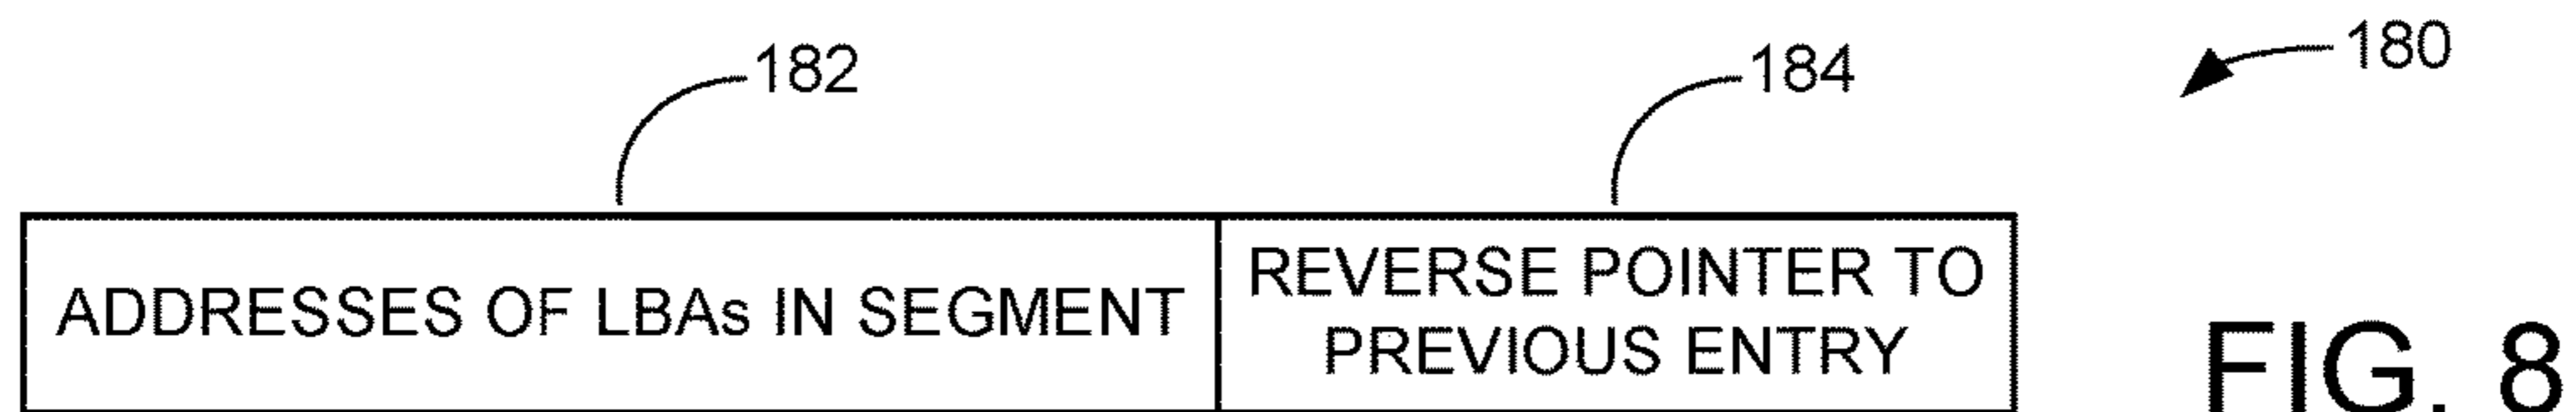 182
184
180
ADDRESSES OF LBAs IN SEGMENT
REVERSE POINTER TO
PREVIOUS ENTRY
FIG. 8